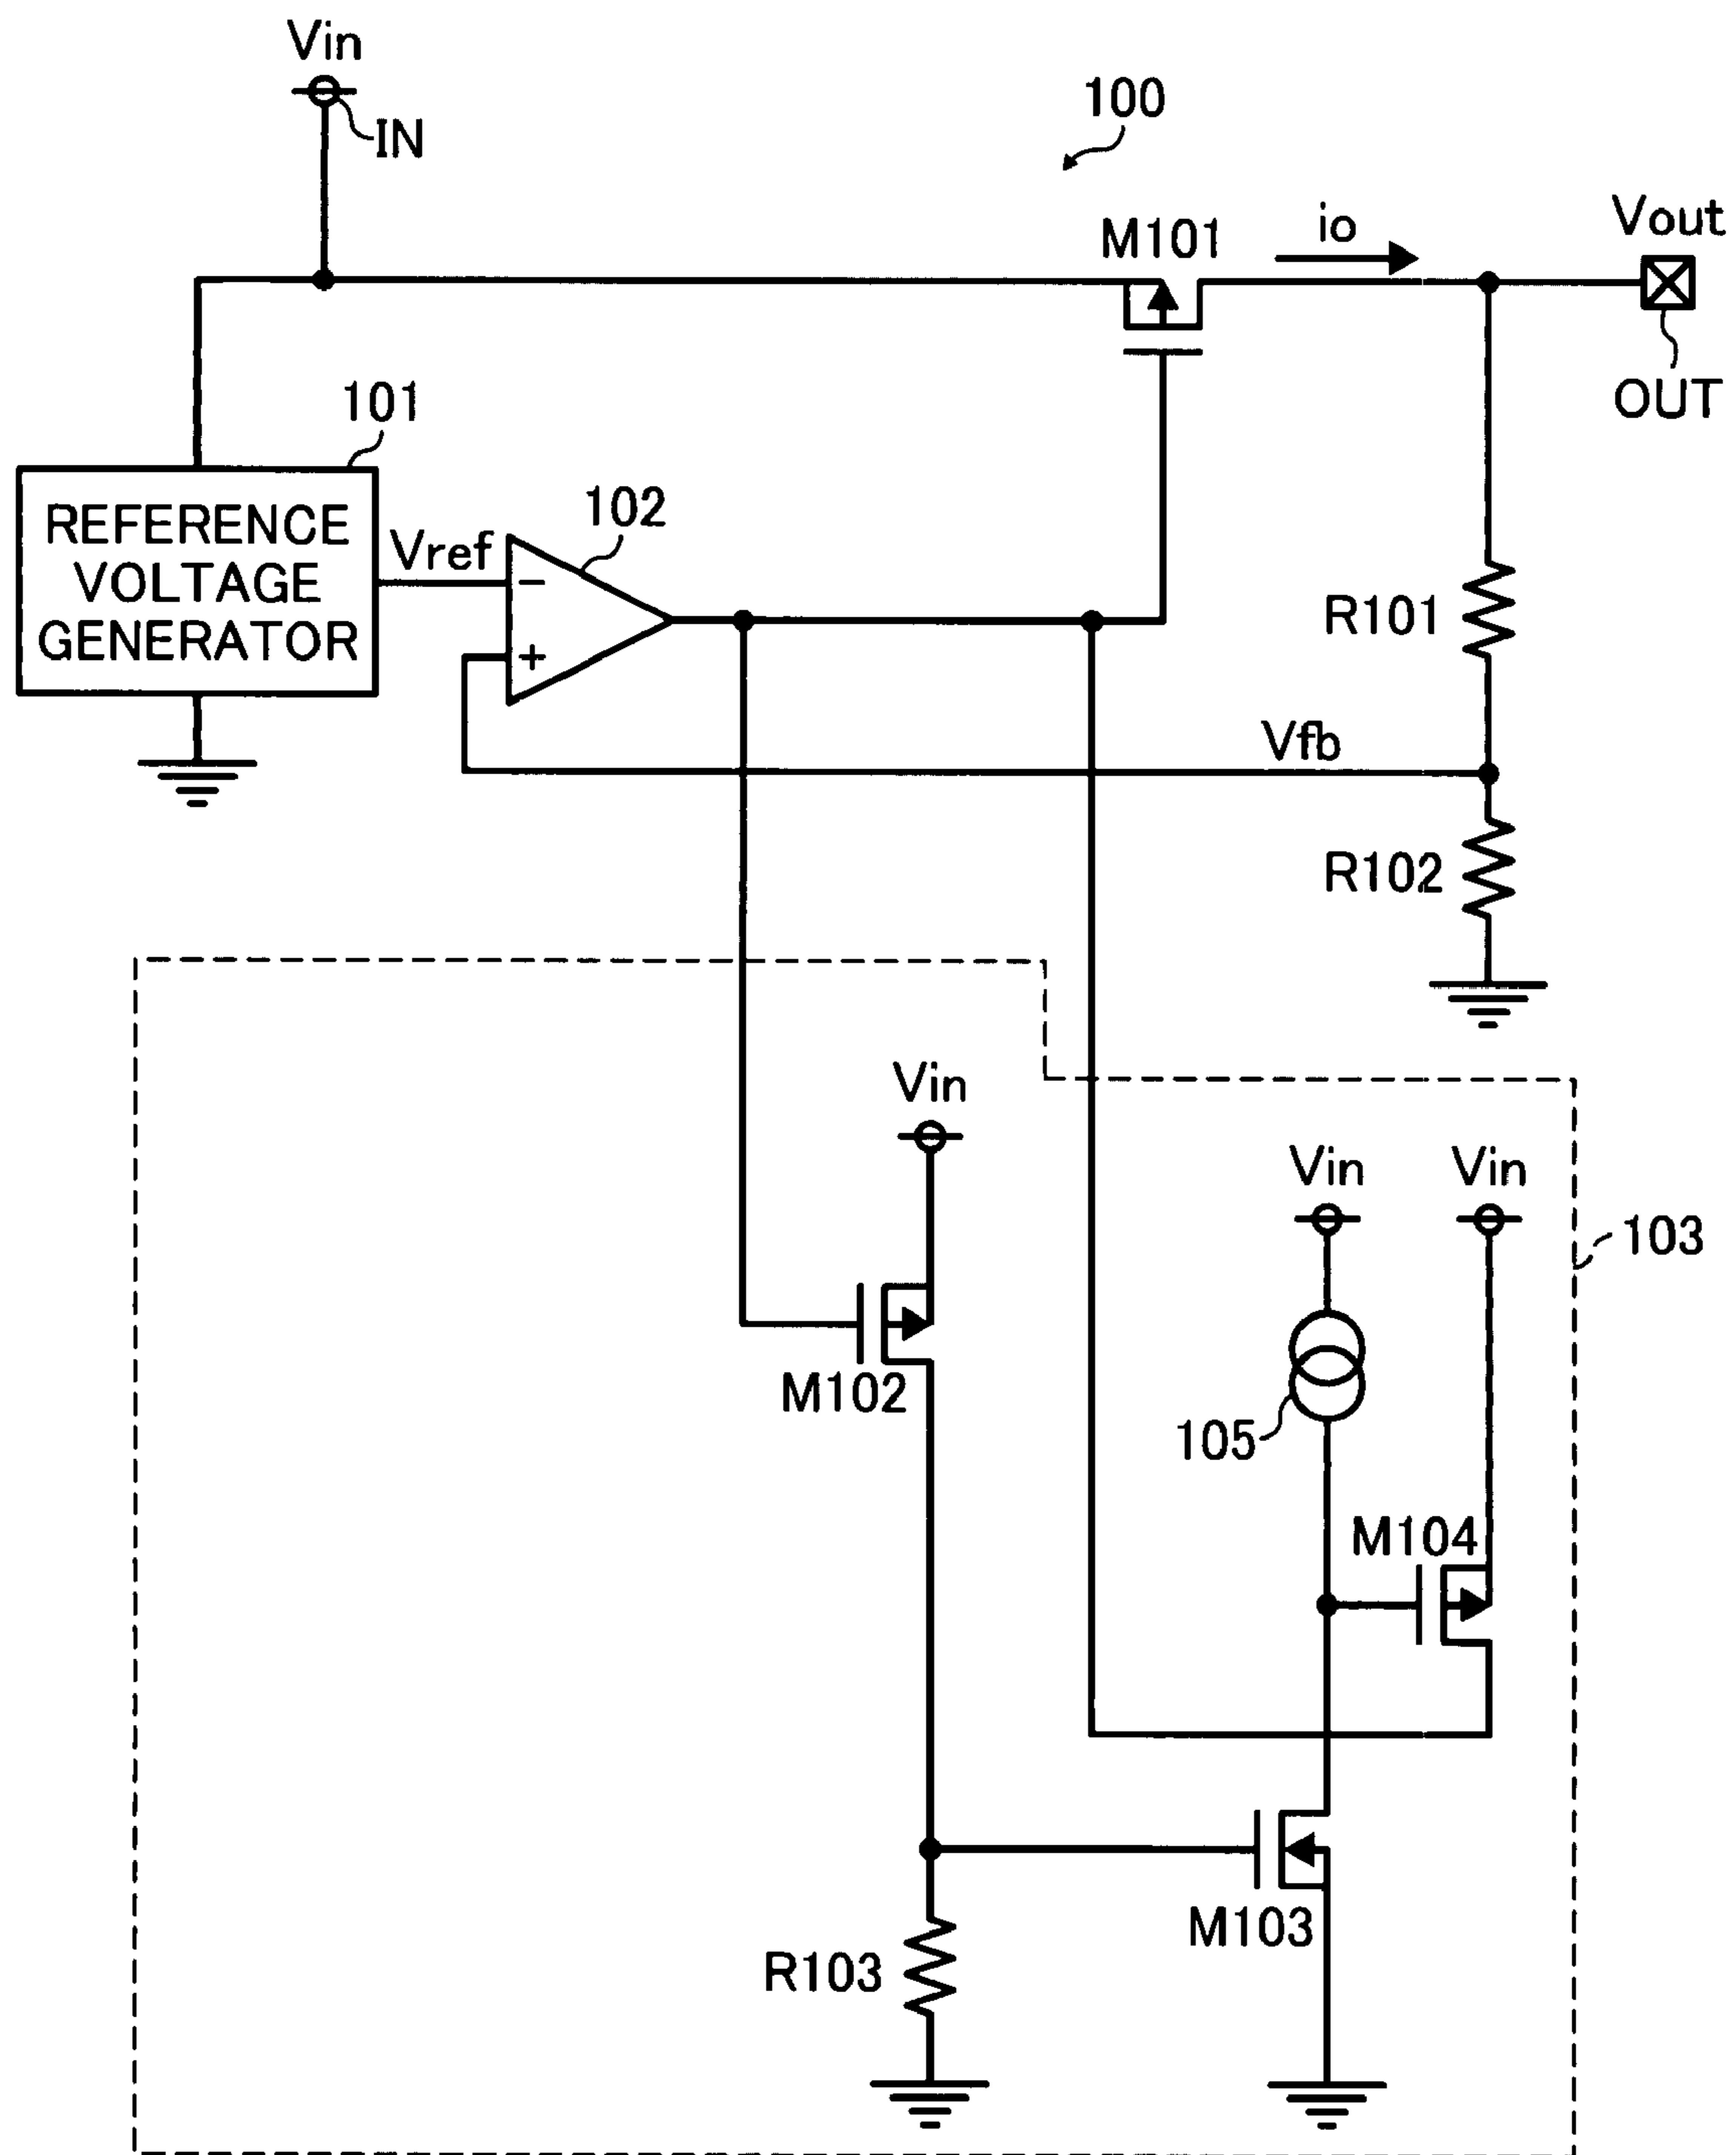 Vin
IN
100
M101
io
Vout
OUT
101
REFERENCE
VOLTAGE
GENERATOR
Vref
102
−
+
R101
Vfb
R102
Vin
Vin
Vin
103
M102
105
M104
M103
R103